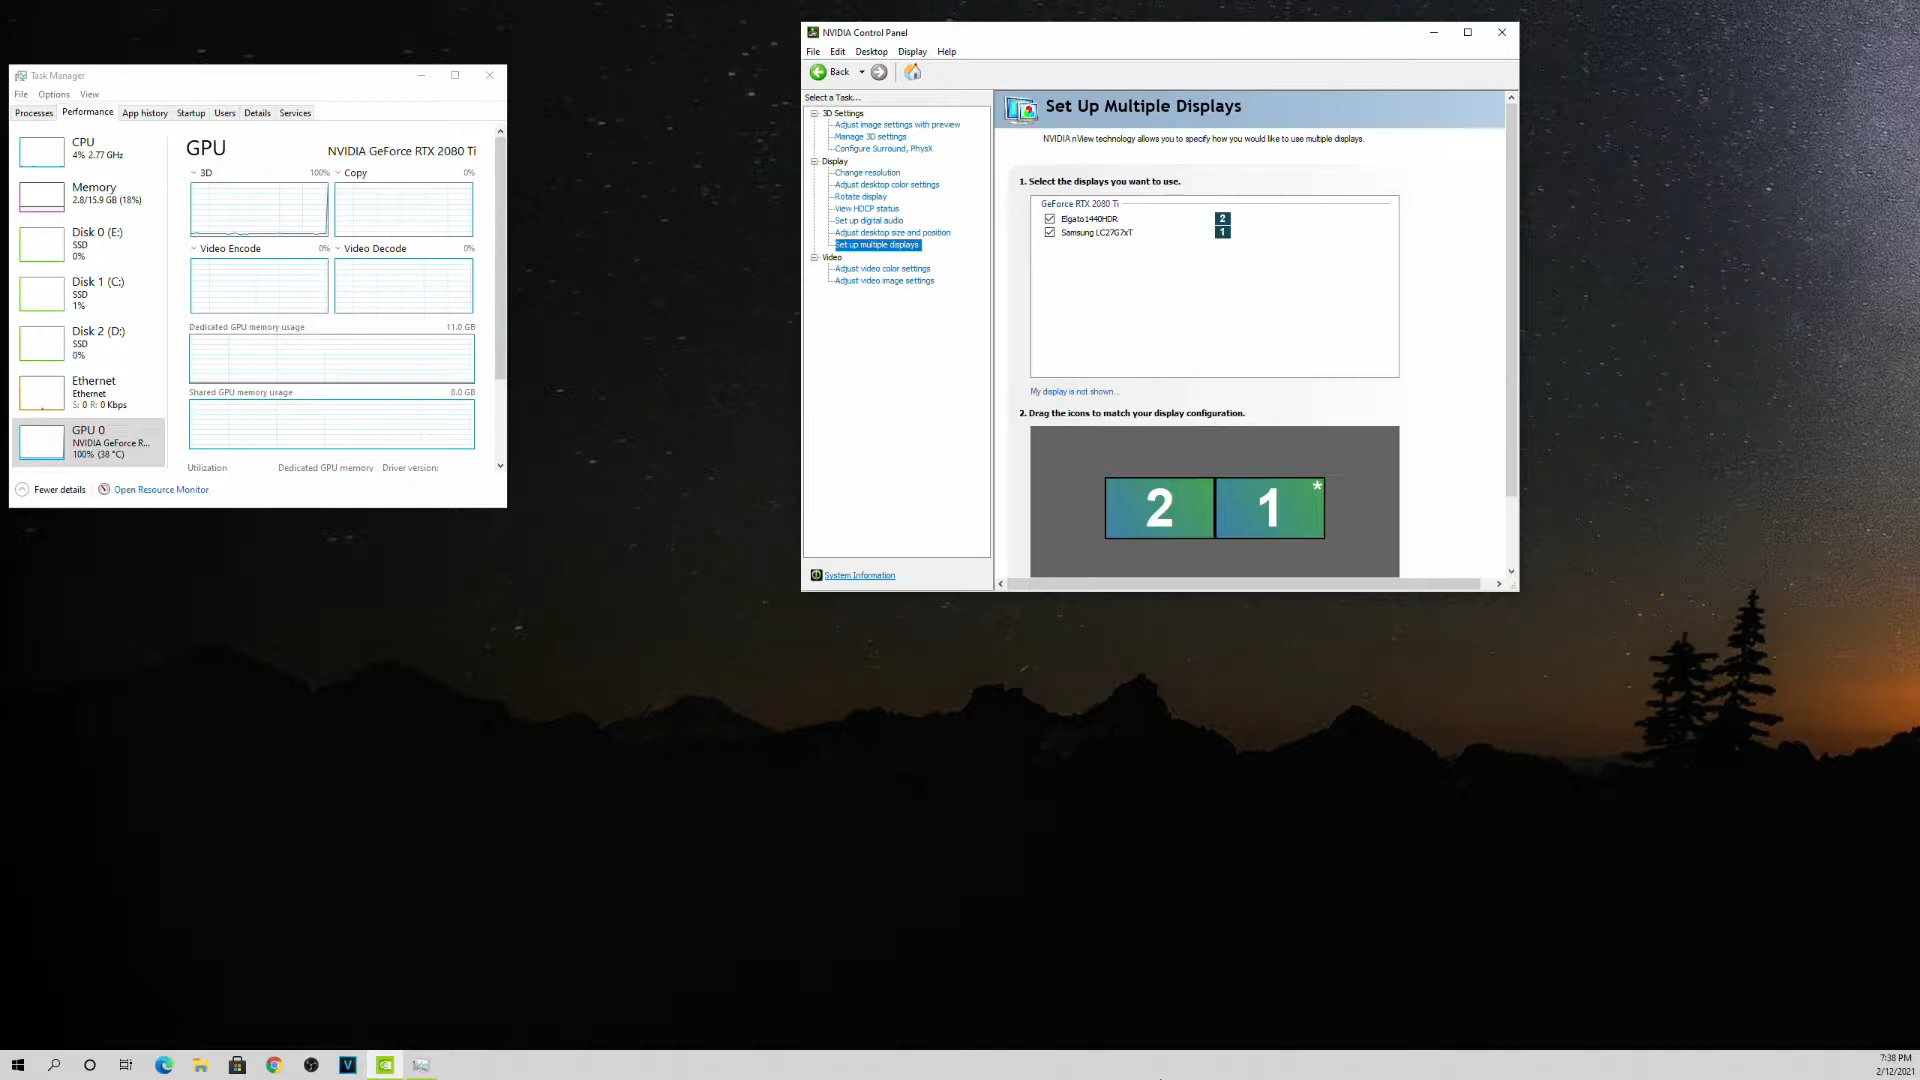 Task Manager
File Options View
Processes Performance App history Startup Users Details Services
CPU
4% 2.77 GHz
Memory
2.8/15.9 GB (18%)
Disk 0 (E:)
SSD
0%
Disk 1 (C:)
SSD
1%
Disk 2 (D:)
SSD
0%
Ethernet
Ethernet
S: 0 R: 0 Kbps
GPU 0
NVIDIA GeForce R...
100% (38 °C)
GPU NVIDIA GeForce RTX 2080 Ti
3D 100% Copy 0%
Video Encode 0% Video Decode 0%
Dedicated GPU memory usage 11.0 GB
Shared GPU memory usage 8.0 GB
Utilization Dedicated GPU memory Driver version:
Fewer details Open Resource Monitor
NVIDIA Control Panel
File Edit Desktop Display Help
Back
Select a Task...
3D Settings
Adjust image settings with preview
Manage 3D settings
Configure Surround, PhysX
Display
Change resolution
Adjust desktop color settings
Rotate display
View HDCP status
Set up digital audio
Adjust desktop size and position
Set up multiple displays
Video
Adjust video color settings
Adjust video image settings
System Information
Set Up Multiple Displays
NVIDIA nView technology allows you to specify how you would like to use multiple displays.
1. Select the displays you want to use.
GeForce RTX 2080 Ti
Elgato1440HDR 2
Samsung LC27G7xT 1
My display is not shown...
2. Drag the icons to match your display configuration.
2 1 *
V
7:38 PM
2/12/2021